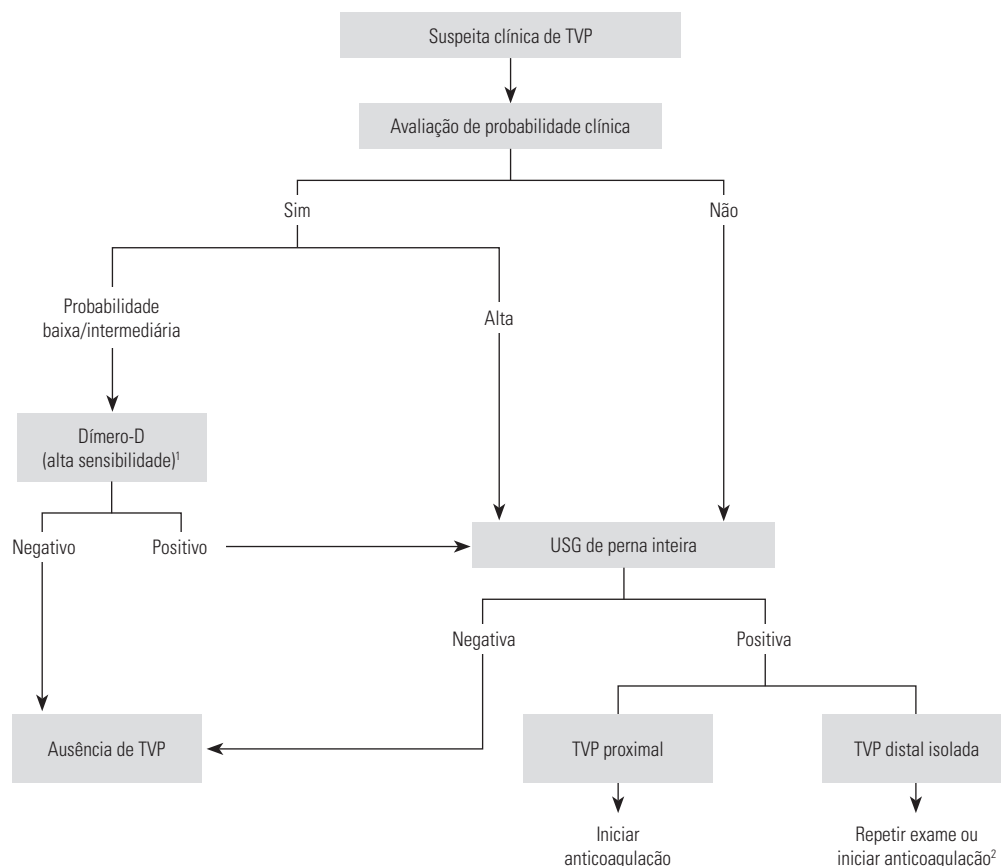 Suspeita clínica de TVP
Avaliação de probabilidade clínica
Sim
Não
Probabilidade
baixa/intermediária
Alta
Dímero-D
(alta sensibilidade)¹
Negativo
Positivo
USG de perna inteira
Negativa
Positiva
Ausência de TVP
TVP proximal
TVP distal isolada
Iniciar
anticoagulação
Repetir exame ou
iniciar anticoagulação²